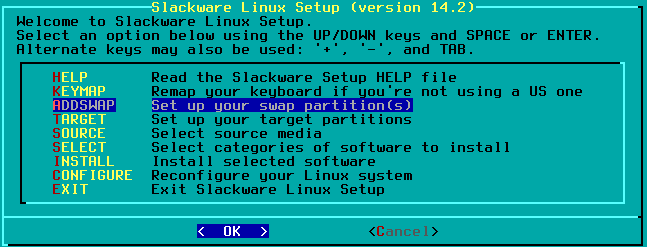 Slackware Linux Setup (version 14.2)
Welcome to Slackware Linux Setup.
Select an option below using the UP/DOWN keys and SPACE or ENTER.
Alternate keys may also be used: '+', '-', and TAB.
HELP Read the Slackware Setup HELP file
KEYMAP Remap your keyboard if you're not using a US one
ADDSWAP Set up your swap partition(s)
TARGET Set up your target partitions
SOURCE Select source media
SELECT Select categories of software to install
INSTALL Install selected software
CONFIGURE Reconfigure your Linux system
EXIT Exit Slackware Linux Setup
< OK > <Cancel>